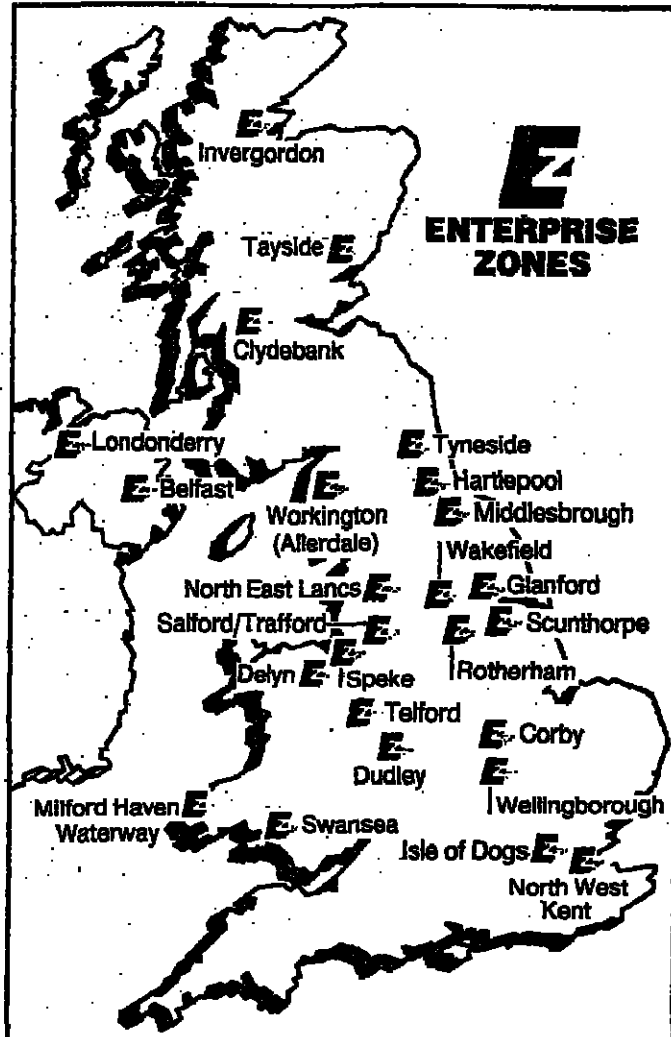 Invergordon
EZ
ENTERPRISE
ZONES
Tayside
Clydebank
Londonderry
Belfast
Tyneside
Hartlepool
Middlesbrough
Workington
(Allerdale)
Wakefield
North East Lancs
Glanford
Salford/Trafford
Scunthorpe
Rotherham
Delyn
Speke
Telford
Corby
Dudley
Wellingborough
Milford Haven
Waterway
Swansea
Isle of Dogs
North West
Kent